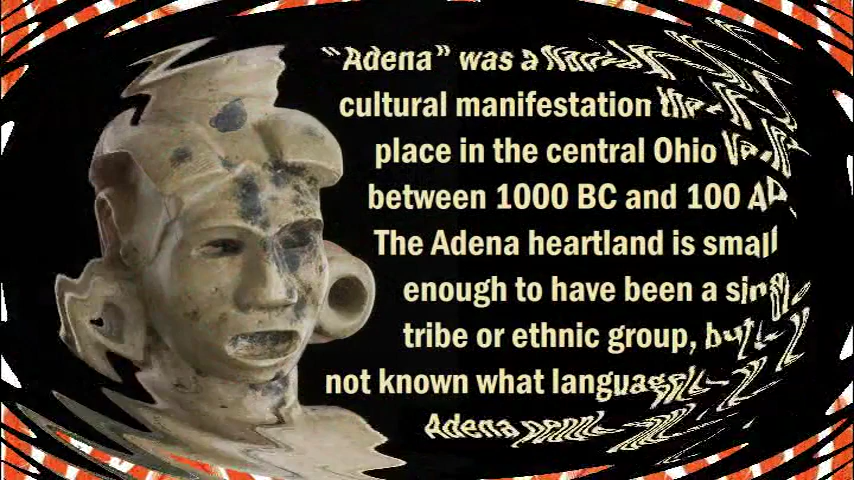 “Adena” was a
cultural manifestation
place in the central Ohio
between 1000 BC and 100
The Adena heartland is small
enough to have been a
tribe or ethnic group,
not known what
Adena